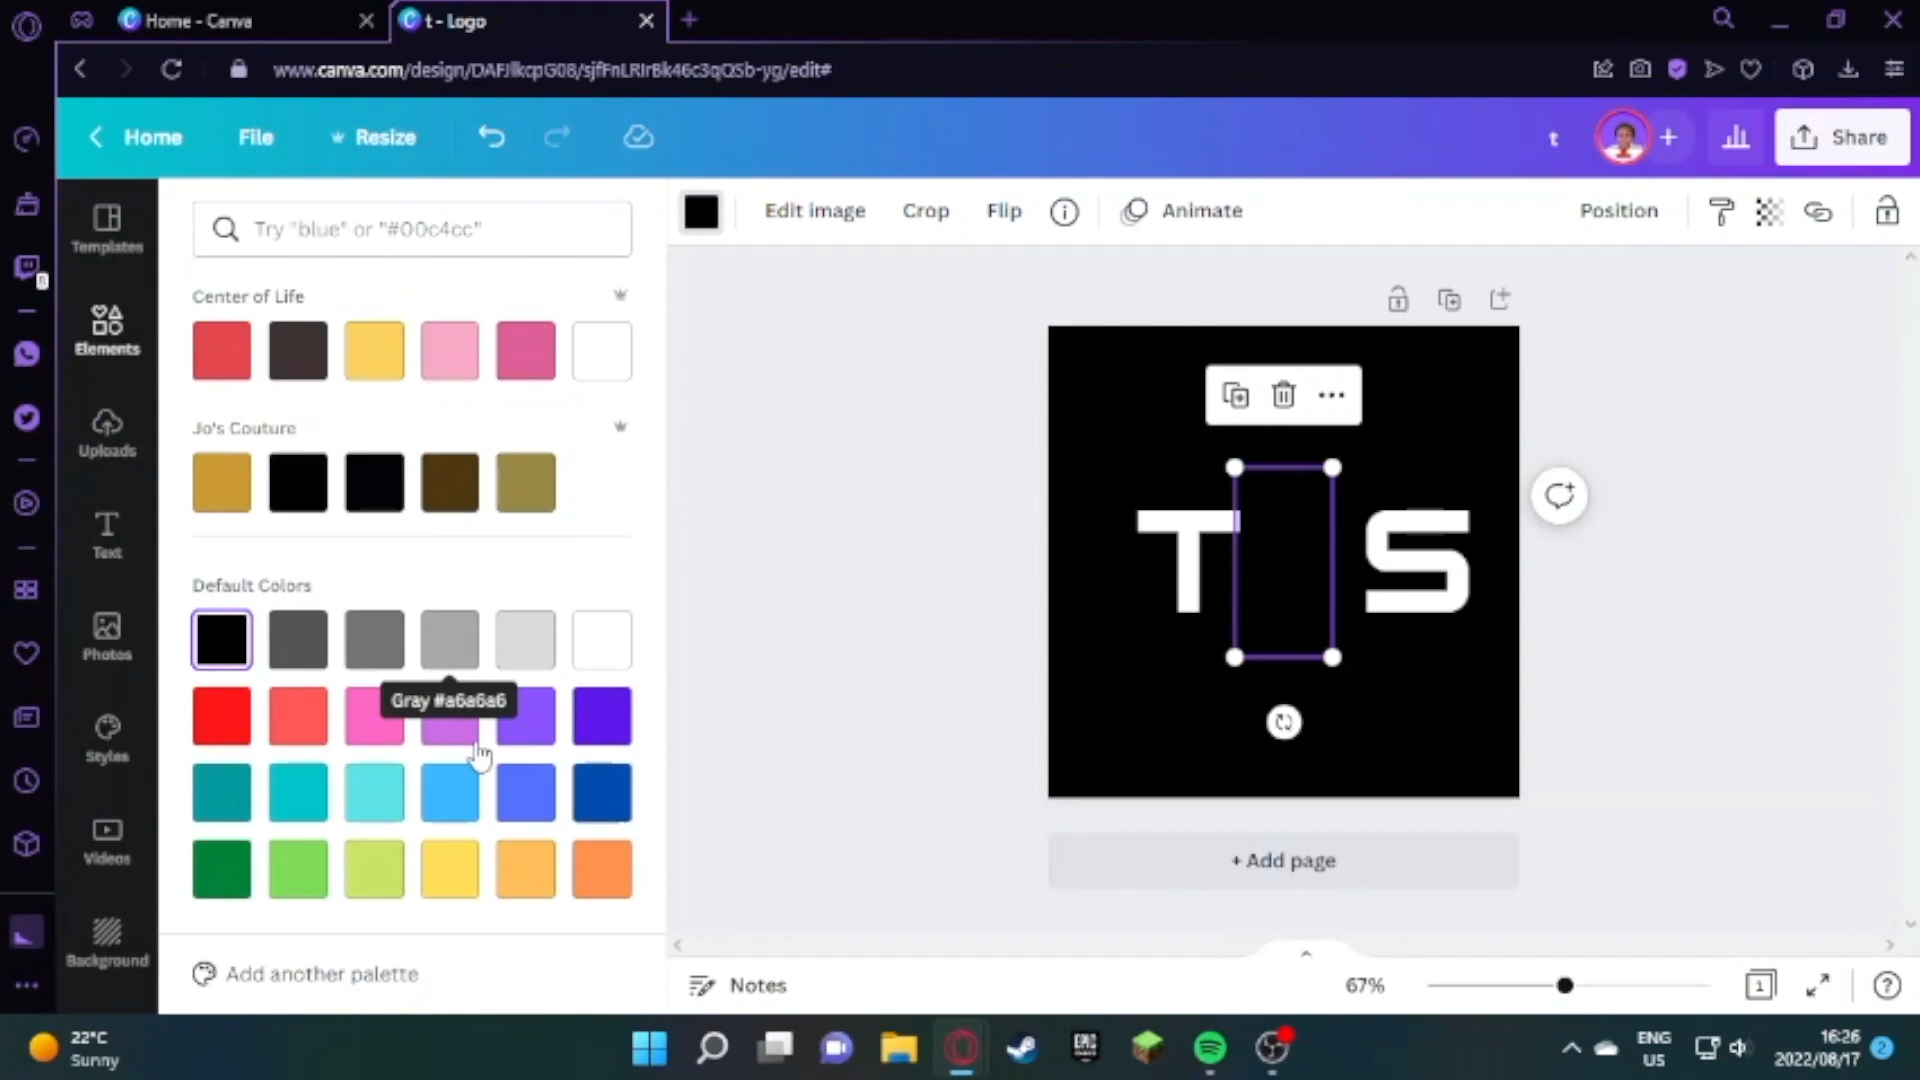 Home - Canva
t - Logo
www.canva.com/design/DAFJlkcpG08/sjfFnLRIrBk46c3qQSb-yg/edit#
Home
File
Resize
t
Share
Templates
Elements
Uploads
Text
Photos
Styles
Videos
Background
Try "blue" or "#00c4cc"
Center of Life
Jo's Couture
Default Colors
Gray #a6a6a6
Add another palette
Edit image
Crop
Flip
Animate
Position
T S
+ Add page
Notes
67%
1
22°C
Sunny
EPIC
ENG
US
16:26
2022/08/17
2